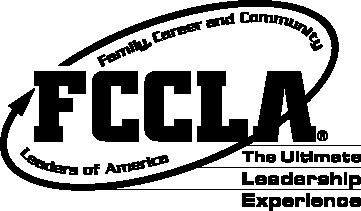 Family, Career and Community
FCCLA®
Leaders of America
The Ultimate
Leadership
Experience